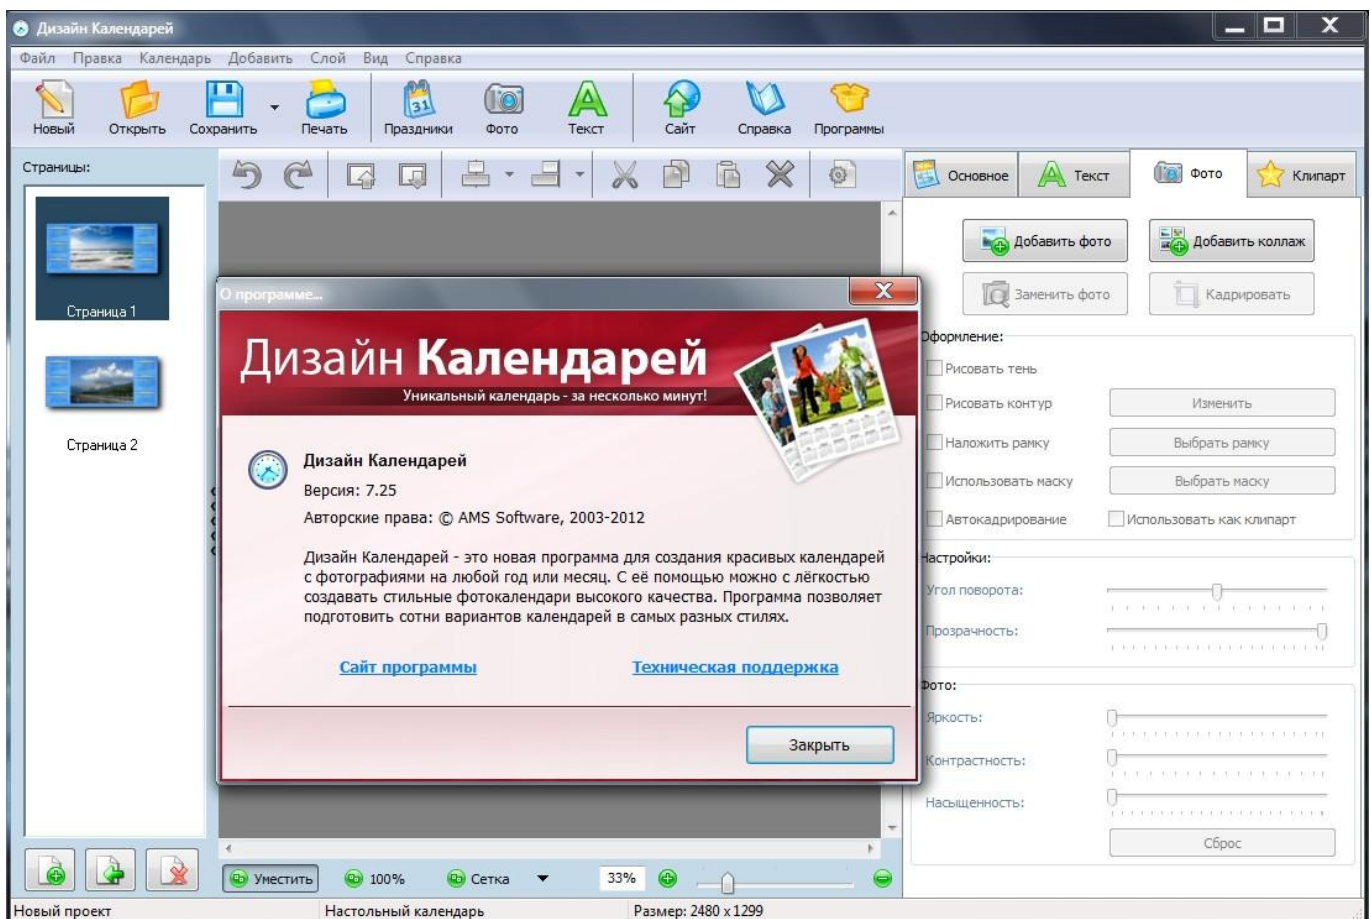 Дизайн Календарей
Файл Правка Календарь Добавить Слой Вид Справка
Новый Открыть Сохранить Печать Праздники Фото Текст Сайт Справка Программы
31
Страницы:
Основное Текст Фото Клипарт
Страница 1
Страница 2
Добавить фото Добавить коллаж
Заменить фото Кадрировать
Оформление:
Рисовать тень
Рисовать контур Изменить
Наложить рамку Выбрать рамку
Использовать маску Выбрать маску
Автокадрирование Использовать как клипарт
Настройки:
Угол поворота:
Прозрачность:
Фото:
Яркость:
Контрастность:
Насыщенность:
Сброс
О программе...
X
Дизайн Календарей
Уникальный календарь - за несколько минут!
Дизайн Календарей
Версия: 7.25
Авторские права: © AMS Software, 2003-2012
Дизайн Календарей - это новая программа для создания красивых календарей
с фотографиями на любой год или месяц. С её помощью можно с лёгкостью
создавать стильные фотокалендари высокого качества. Программа позволяет
подготовить сотни вариантов календарей в самых разных стилях.
Сайт программы Техническая поддержка
Закрыть
Уместить 100% Сетка 33%
Новый проект Настольный календарь Размер: 2480 x 1299